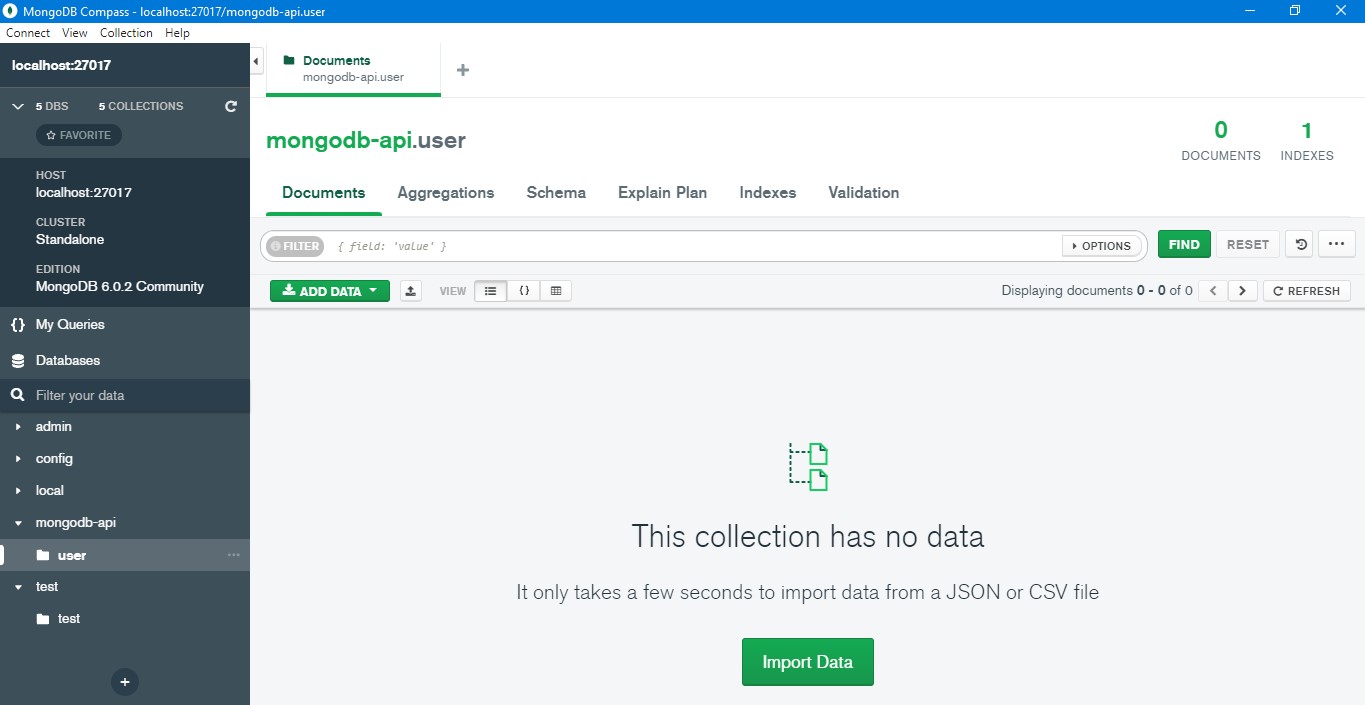 MongoDB Compass - localhost:27017/mongodb-api.user
Connect View Collection Help
localhost:27017
5 DBS 5 COLLECTIONS
FAVORITE
HOST
localhost:27017
CLUSTER
Standalone
EDITION
MongoDB 6.0.2 Community
{} My Queries
Databases
Filter your data
admin
config
local
mongodb-api
user
test
test
Documents
mongodb-api.user
mongodb-api.user
0
DOCUMENTS
1
INDEXES
Documents Aggregations Schema Explain Plan Indexes Validation
FILTER { field: 'value' } OPTIONS FIND RESET
ADD DATA VIEW {} Displaying documents 0 - 0 of 0 REFRESH
This collection has no data
It only takes a few seconds to import data from a JSON or CSV file
Import Data